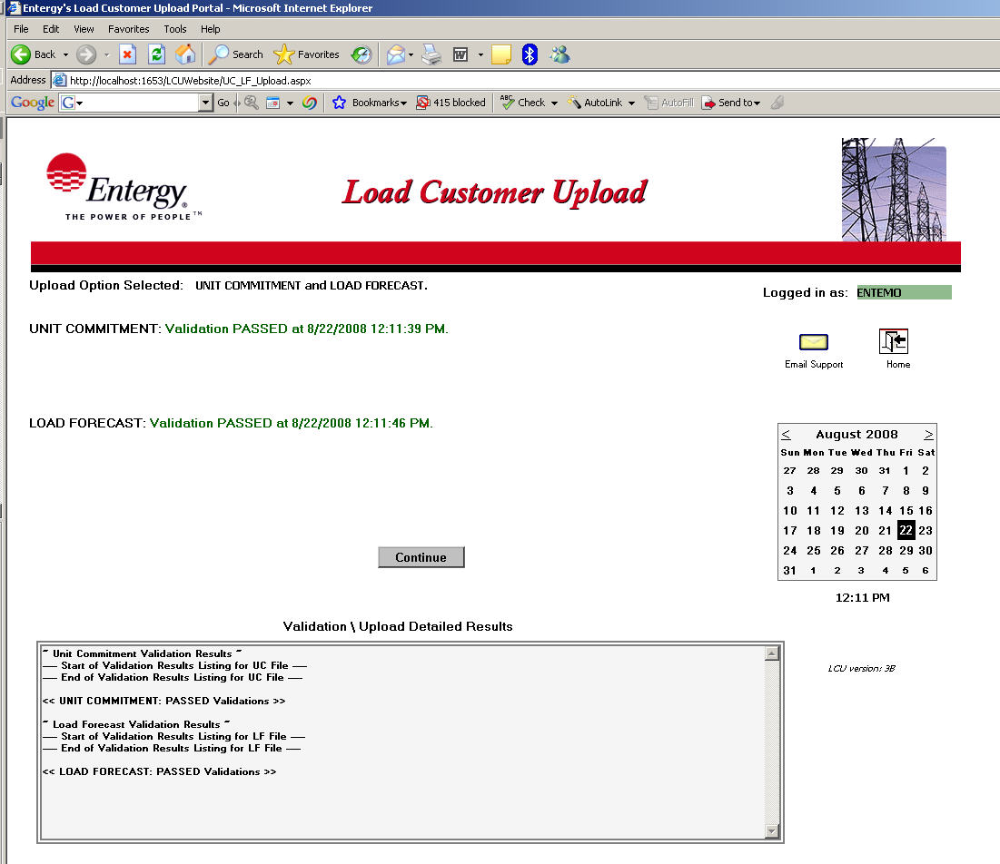 Entergy's Load Customer Upload Portal - Microsoft Internet Explorer
File Edit View Favorites Tools Help
Back Search Favorites
Address http://localhost:1653/LCUWebsite/UC_LF_Upload.aspx
Google G Go Bookmarks 415 blocked ABC Check AutoLink AutoFill Send to
Entergy®
THE POWER OF PEOPLE™
Load Customer Upload
Upload Option Selected: UNIT COMMITMENT and LOAD FORECAST.
Logged in as: ENTEMO
UNIT COMMITMENT: Validation PASSED at 8/22/2008 12:11:39 PM.
Email Support Home
LOAD FORECAST: Validation PASSED at 8/22/2008 12:11:46 PM.
< August 2008 >
Sun Mon Tue Wed Thu Fri Sat
27 28 29 30 31 1 2
3 4 5 6 7 8 9
10 11 12 13 14 15 16
17 18 19 20 21 22 23
24 25 26 27 28 29 30
31 1 2 3 4 5 6
Continue
12:11 PM
Validation \ Upload Detailed Results
~ Unit Commitment Validation Results ~
---- Start of Validation Results Listing for UC File ----
---- End of Validation Results Listing for UC File ----
<< UNIT COMMITMENT: PASSED Validations >>
~ Load Forecast Validation Results ~
---- Start of Validation Results Listing for LF File ----
---- End of Validation Results Listing for LF File ----
<< LOAD FORECAST: PASSED Validations >>
LCU version: 3B